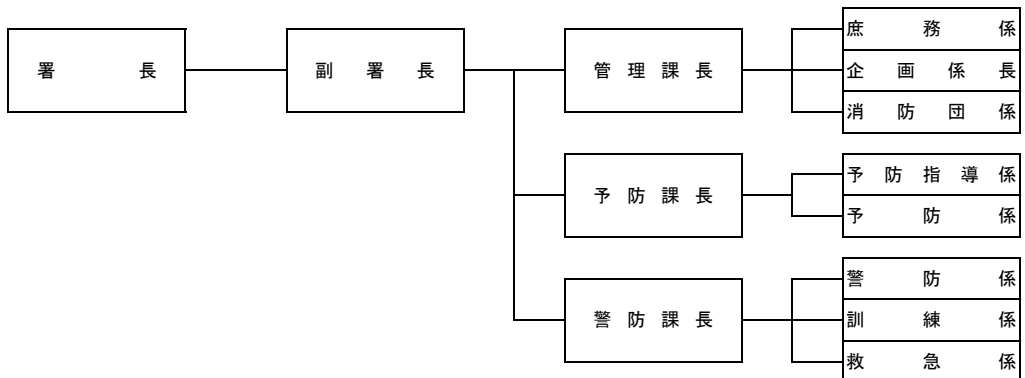 署長
副署長
管理課長
庶務係
企画係長
消防団係
予防課長
予防指導係
予防係
警防課長
警防係
訓練係
救急係